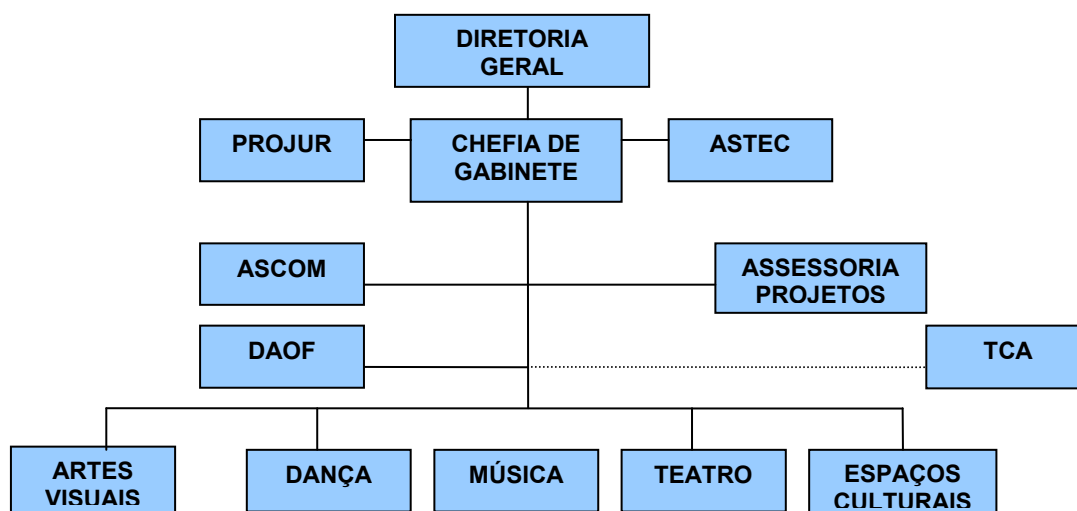 DIRETORIA
GERAL
PROJUR
CHEFIA DE
GABINETE
ASTEC
ASCOM
ASSESSORIA
PROJETOS
DAOF
TCA
ARTES
VISUAIS
DANÇA
MÚSICA
TEATRO
ESPAÇOS
CULTURAIS